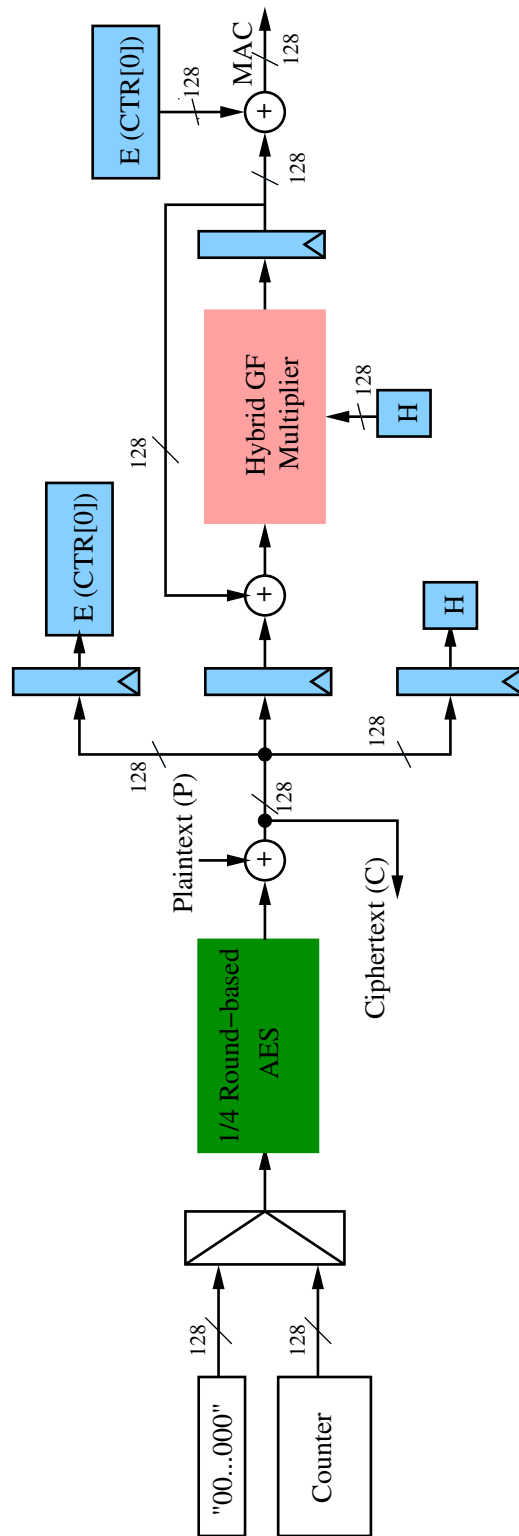 "00...000"
128
Counter
128
1/4 Round−based
AES
Plaintext (P)
+
128
Ciphertext (C)
128
128
E (CTR[0])
H
128
+
Hybrid GF
Multiplier
128
H
128
E (CTR[0])
128
+
MAC
128